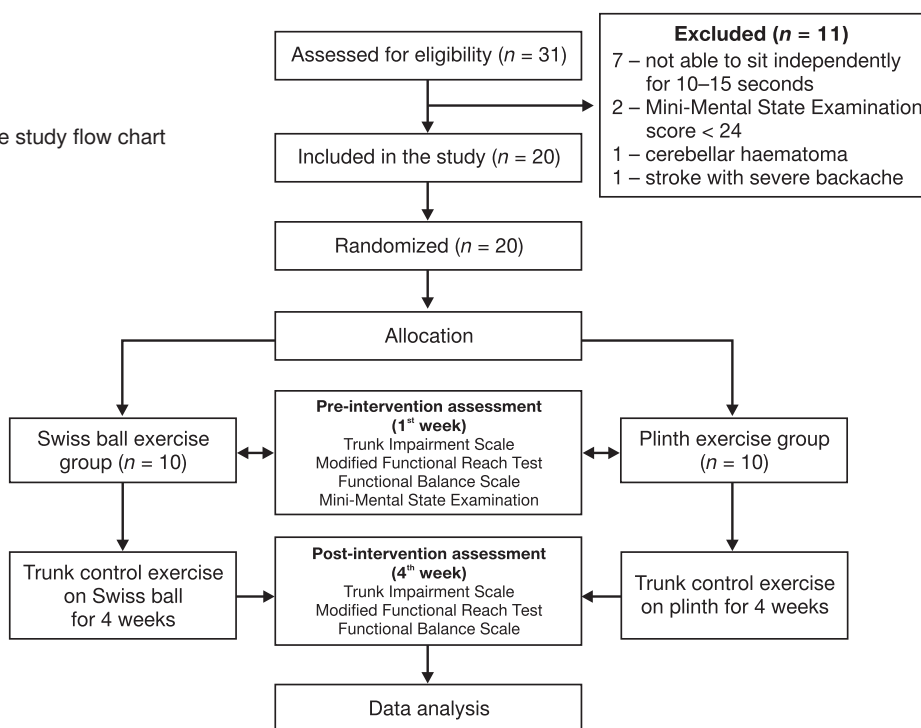 Assessed for eligibility (n = 31)
Excluded (n = 11)
7 – not able to sit independently
for 10–15 seconds
2 – Mini-Mental State Examination
score < 24
1 – cerebellar haematoma
1 – stroke with severe backache
study flow chart
Included in the study (n = 20)
Randomized (n = 20)
Allocation
Swiss ball exercise
group (n = 10)
Pre-intervention assessment
(1st week)
Trunk Impairment Scale
Modified Functional Reach Test
Functional Balance Scale
Mini-Mental State Examination
Plinth exercise group
(n = 10)
Trunk control exercise
on Swiss ball
for 4 weeks
Post-intervention assessment
(4th week)
Trunk Impairment Scale
Modified Functional Reach Test
Functional Balance Scale
Trunk control exercise
on plinth for 4 weeks
Data analysis